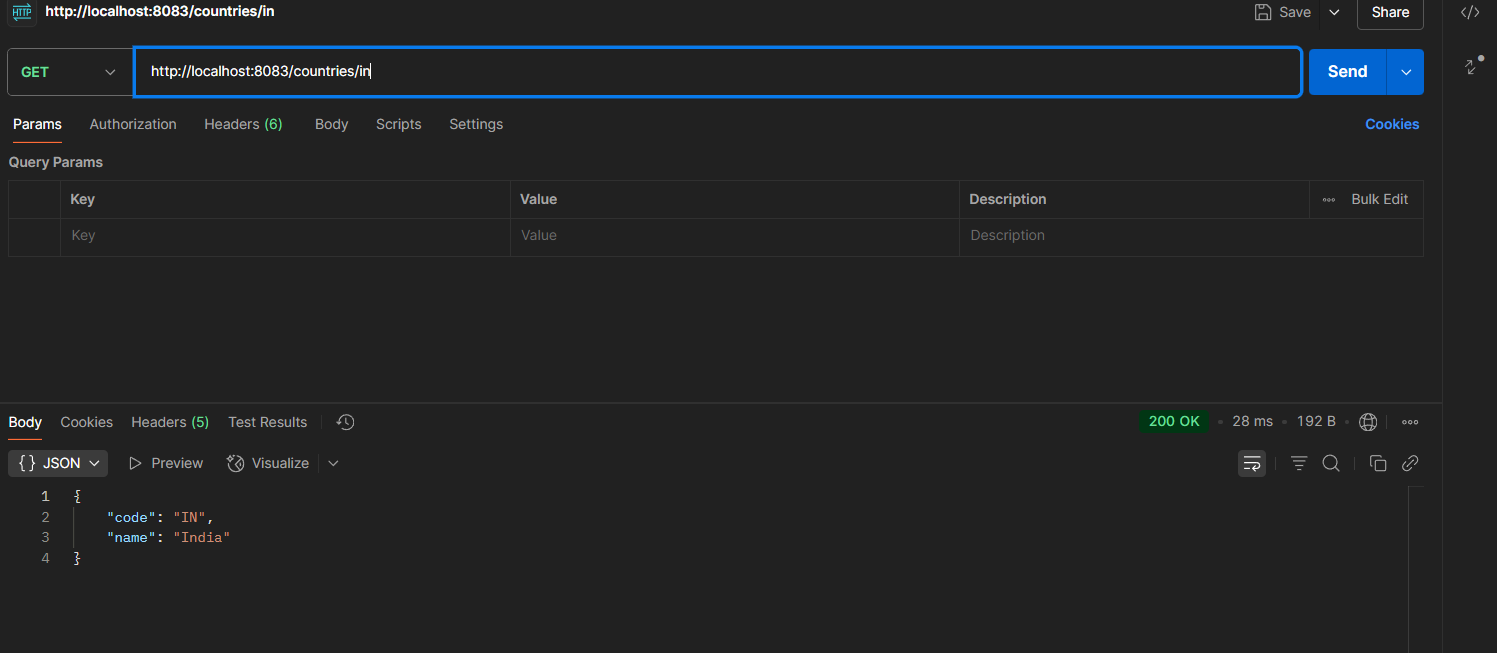 HTTP http://localhost:8083/countries/in Save Share
GET http://localhost:8083/countries/in Send
Params Authorization Headers (6) Body Scripts Settings Cookies
Query Params
Key Value Description Bulk Edit
Key Value Description
Body Cookies Headers (5) Test Results 200 OK • 28 ms • 192 B •
{} JSON Preview Visualize
1 {
2 "code": "IN",
3 "name": "India"
4 }